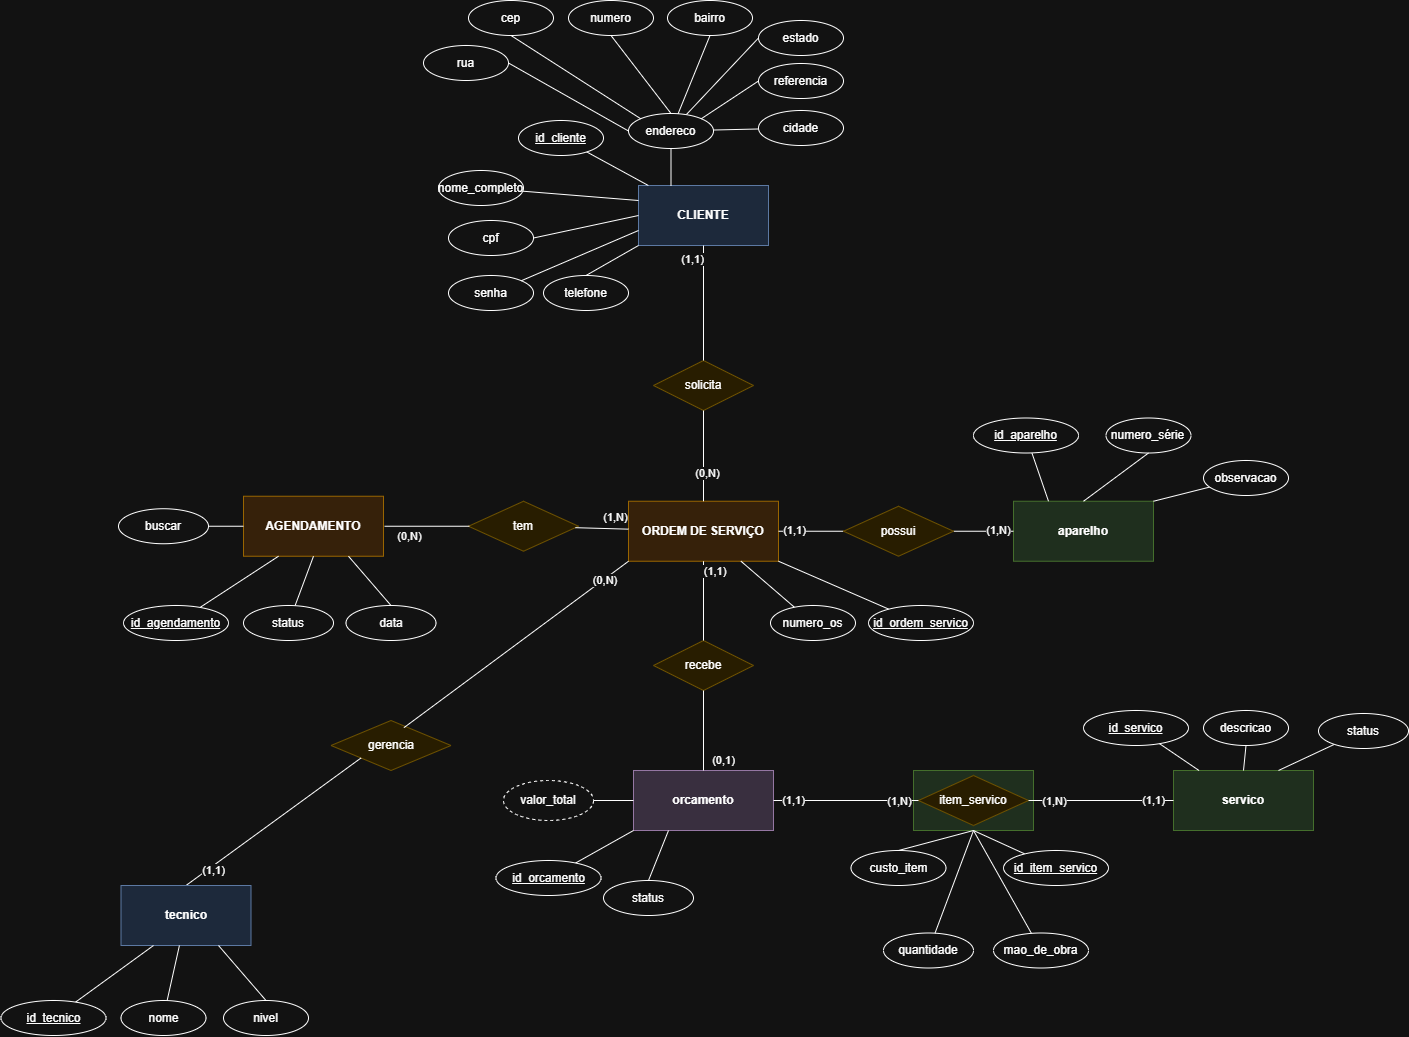 cep
numero
bairro
estado
rua
referencia
cidade
endereco
id_cliente
nome_completo
CLIENTE
cpf
(1,1)
senha
telefone
solicita
id_aparelho
numero_série
(0,N)
observacao
buscar
AGENDAMENTO
(0,N)
tem
(1,N)
ORDEM DE SERVIÇO
(1,1)
possui
(1,N)
aparelho
(0,N)
(1,1)
id_agendamento
status
data
numero_os
id_ordem_servico
recebe
gerencia
id_servico
descricao
status
(0,1)
valor_total
orcamento
(1,1)
(1,N)
item_servico
(1,N)
(1,1)
servico
(1,1)
id_orcamento
status
custo_item
id_item_servico
tecnico
quantidade
mao_de_obra
id_tecnico
nome
nivel